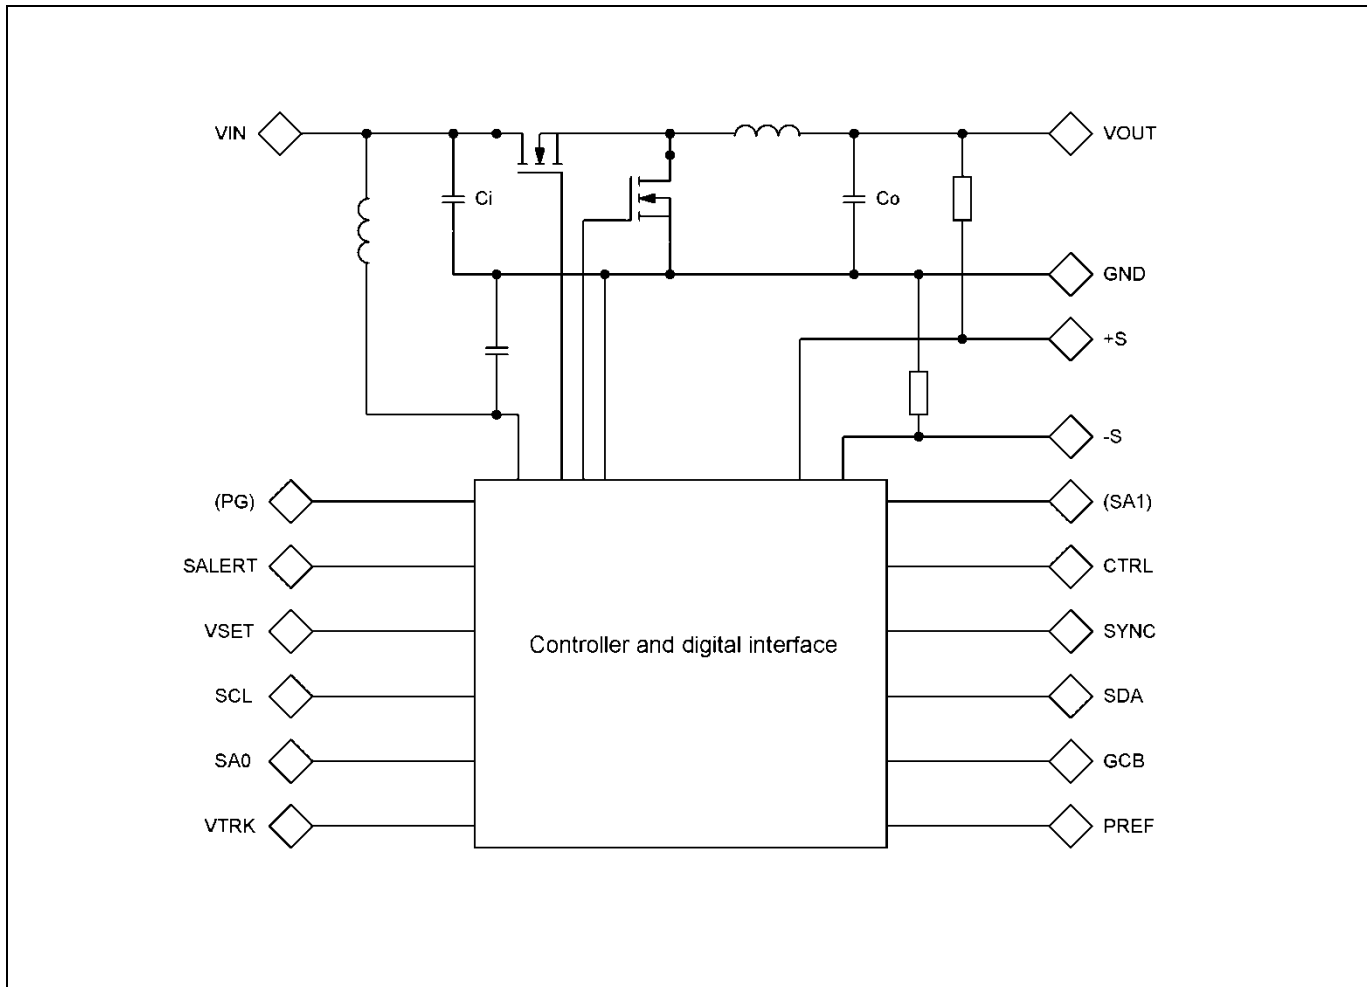 VIN
VOUT
Ci
Co
GND
+S
-S
(PG)
(SA1)
SALERT
CTRL
VSET
SYNC
Controller and digital interface
SCL
SDA
SA0
GCB
VTRK
PREF